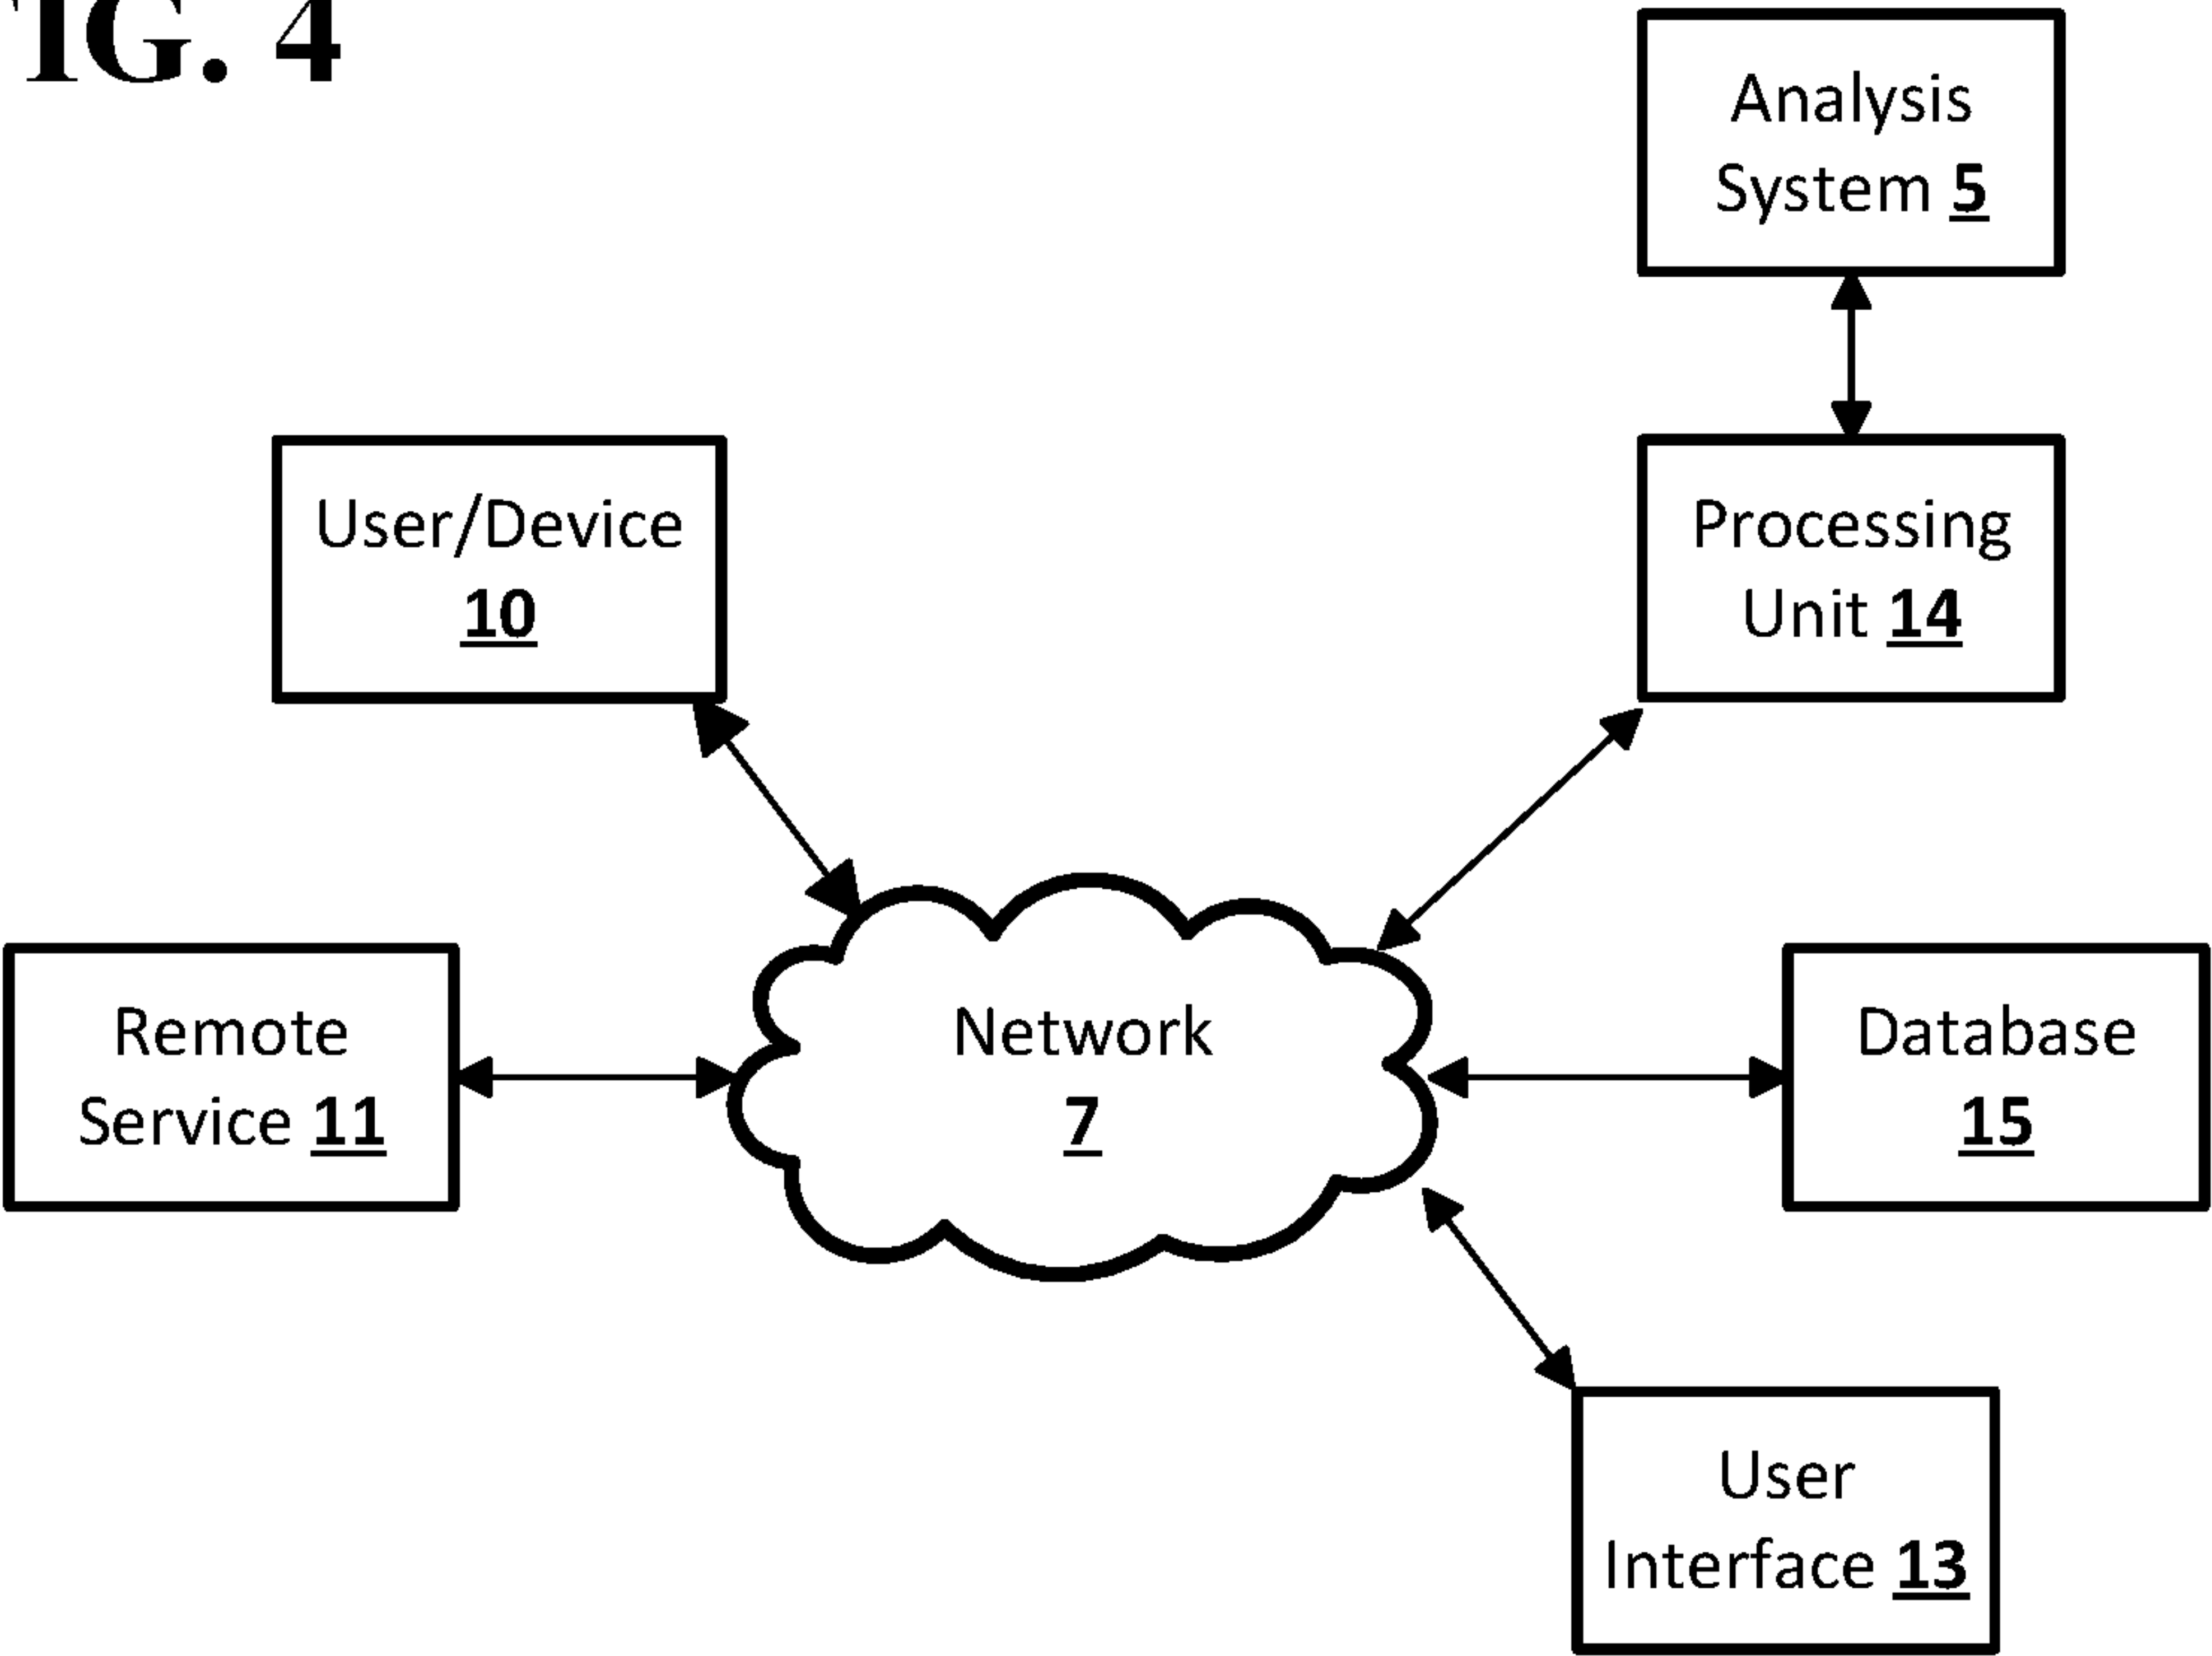 IG. 4
Analysis
System 5
User/Device
10
Processing
Unit 14
Remote
Service 11
Network
7
Database
15
User
Interface 13